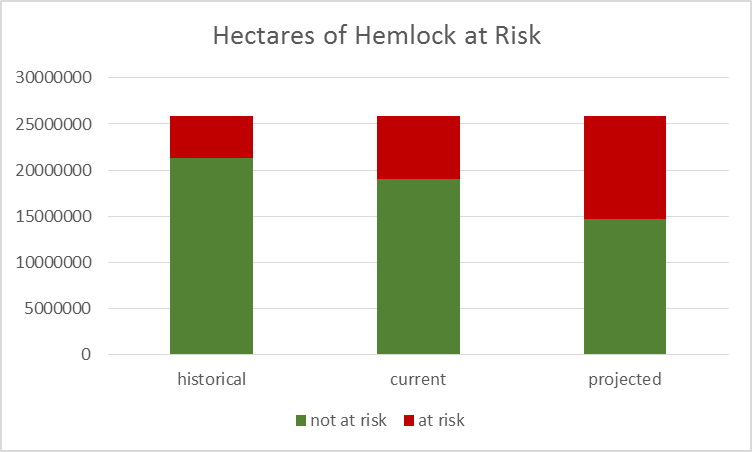 Hectares of Hemlock at Risk
30000000
25000000
20000000
15000000
10000000
5000000
0
historical current projected
not at risk at risk